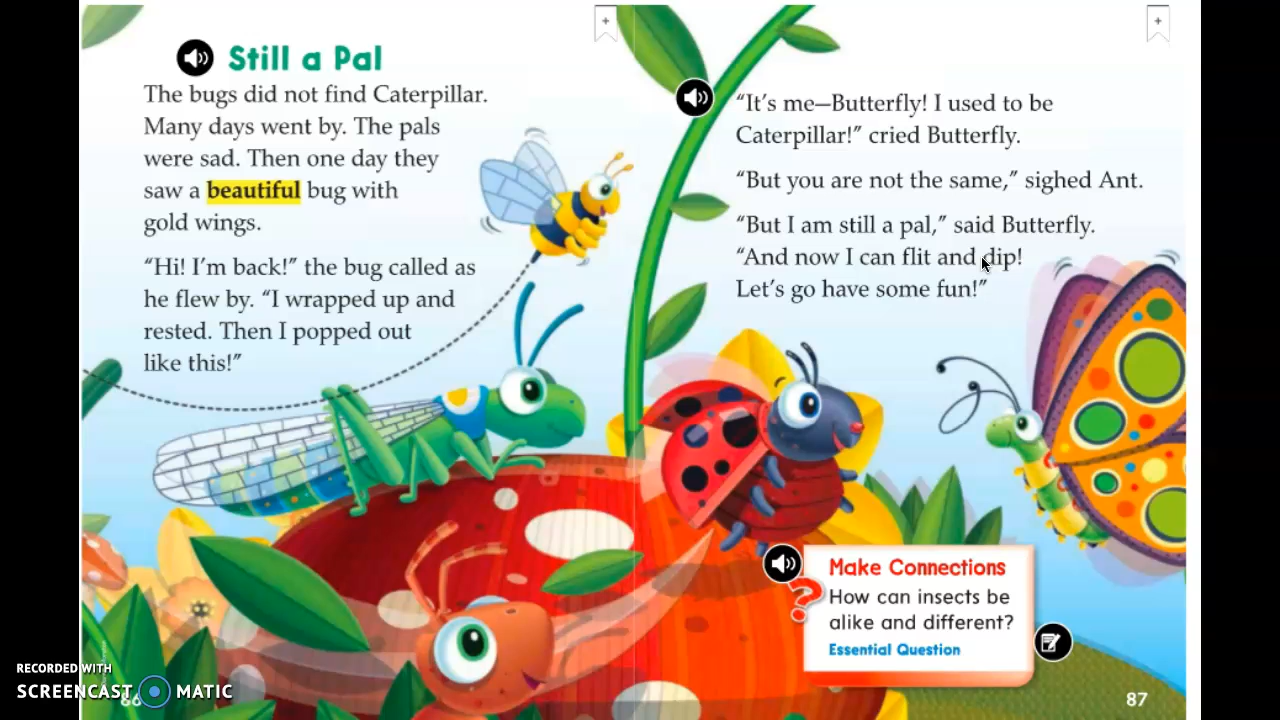 Still a Pal
The bugs did not find Caterpillar.
Many days went by. The pals
were sad. Then one day they
saw a beautiful bug with
gold wings.
“Hi! I’m back!” the bug called as
he flew by. “I wrapped up and
rested. Then I popped out
like this!”
“It’s me—Butterfly! I used to be
Caterpillar!” cried Butterfly.
“But you are not the same,” sighed Ant.
“But I am still a pal,” said Butterfly.
“And now I can flit and dip!
Let’s go have some fun!”
Make Connections
How can insects be
alike and different?
Essential Question
87
RECORDED WITH
SCREENCAST MATIC